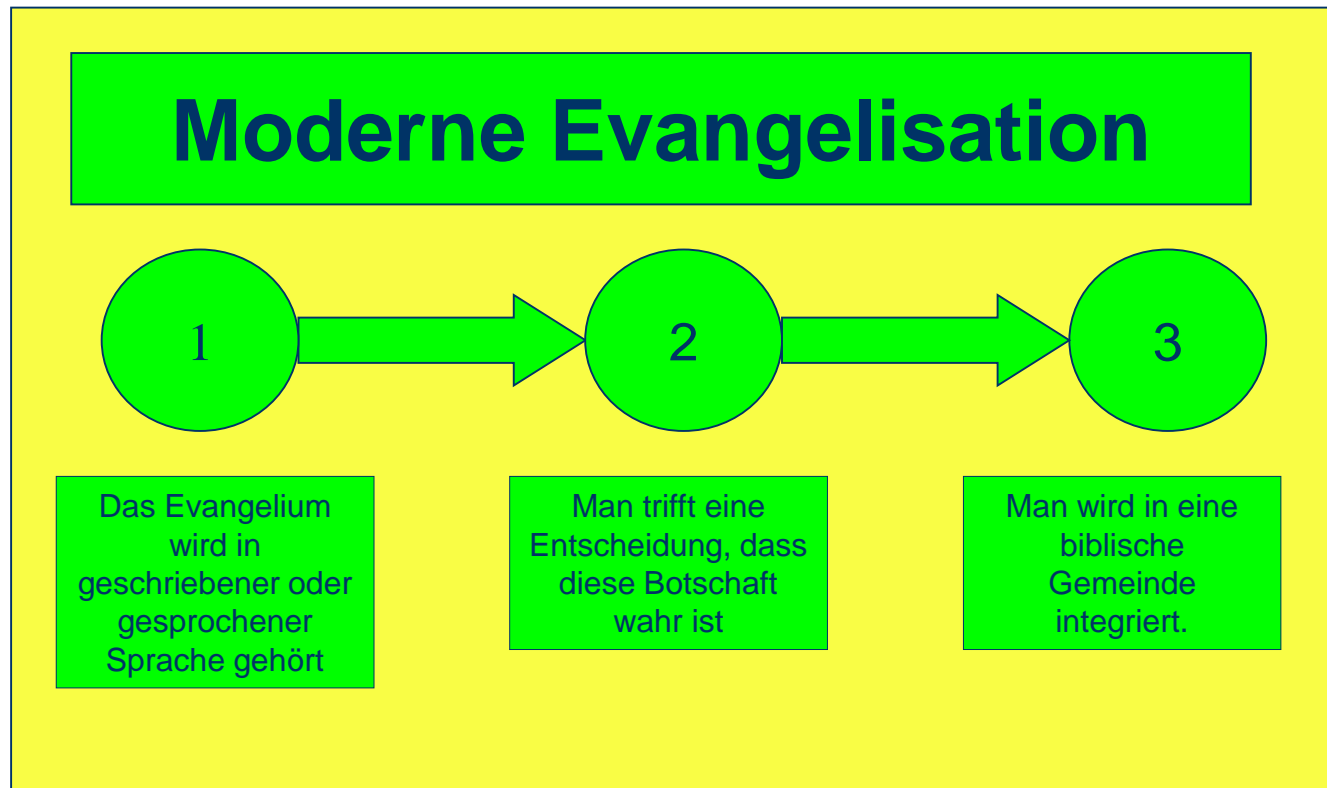 Moderne Evangelisation
1
2
3
Das Evangelium
wird in
geschriebener oder
gesprochener
Sprache gehört
Man trifft eine
Entscheidung, dass
diese Botschaft
wahr ist
Man wird in eine
biblische
Gemeinde
integriert.